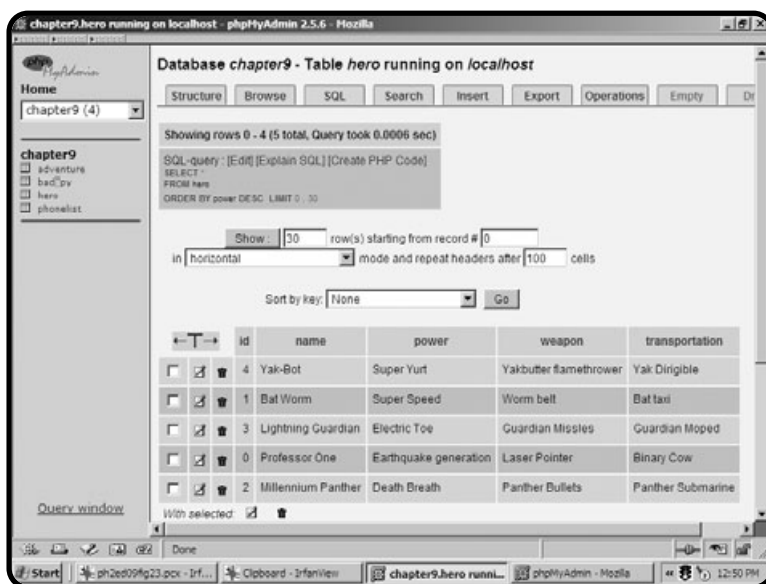 chapter9.hero running on localhost - phpMyAdmin 2.5.6 - Mozilla
php
MyAdmin
Home
chapter9 (4)
chapter9
adventure
hero
phonelist
Query window
Database chapter9 - Table hero running on localhost
Structure Browse SQL Search Insert Export Operations Empty Dr
Showing rows 0 - 4 (5 total, Query took 0.0006 sec)
SQL-query : [Edit] [Explain SQL] [Create PHP Code]
SELECT *
FROM hero
ORDER BY power DESC LIMIT 0 , 30
Show : 30 row(s) starting from record # 0
in horizontal mode and repeat headers after 100 cells
Sort by key: None Go
←T→ id name power weapon transportation
4 Yak-Bot Super Yurt Yakbutter flamethrower Yak Dirigible
1 Bat Worm Super Speed Worm belt Bat taxi
3 Lightning Guardian Electric Toe Guardian Missles Guardian Moped
0 Professor One Earthquake generation Laser Pointer Binary Cow
2 Millennium Panther Death Breath Panther Bullets Panther Submarine
With selected:
Done
Start ph2ed09fig23.pcx - Irf... Clipboard - IrfanView chapter9.hero runni... phpMyAdmin - Mozilla 12:50 PM